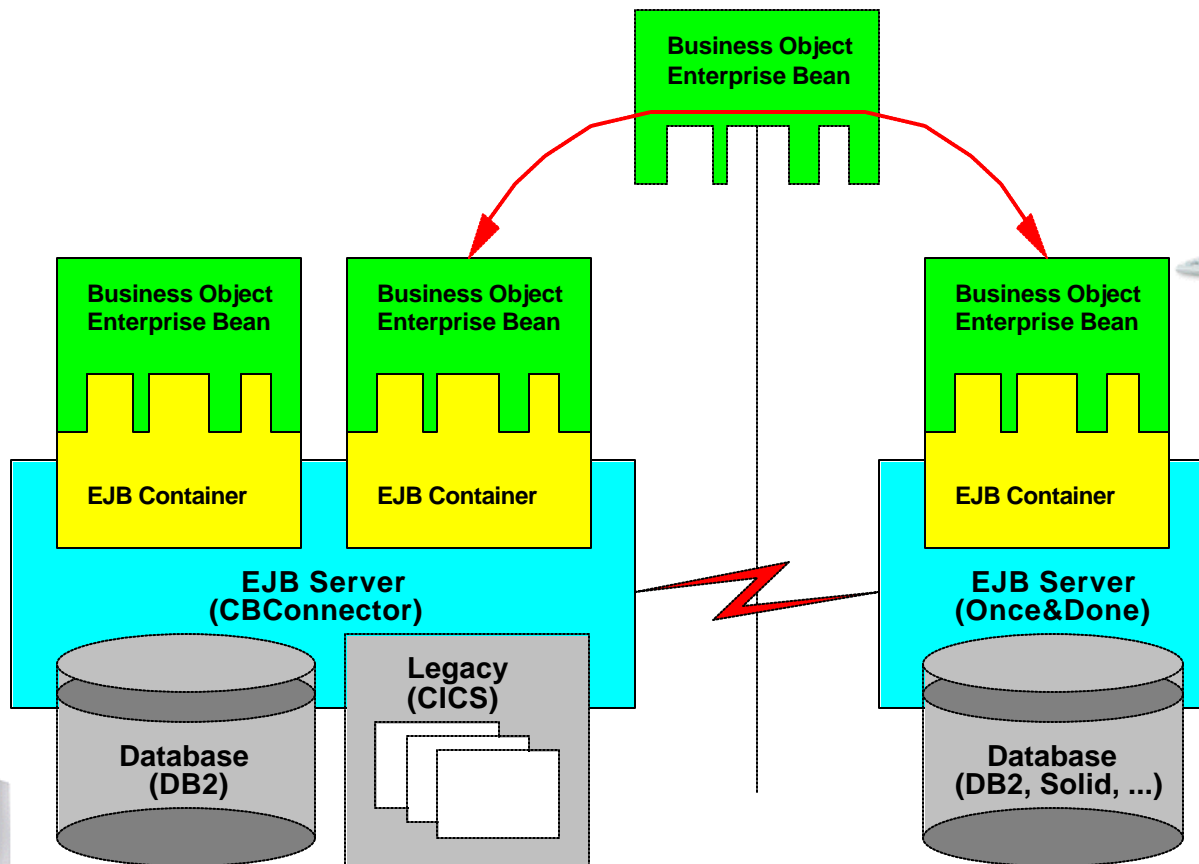 Business Object
Enterprise Bean
Business Object
Enterprise Bean
Business Object
Enterprise Bean
Business Object
Enterprise Bean
EJB Container
EJB Container
EJB Container
EJB Server
(CBConnector)
EJB Server
(Once&Done)
Legacy
(CICS)
Database
(DB2)
Database
(DB2, Solid, ...)